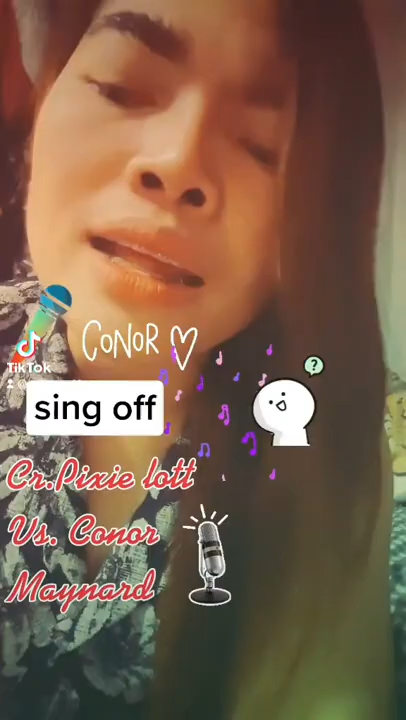 CONOR
TikTok
sing off
?
Cr.Pixie lott
Vs. Conor
Maynard